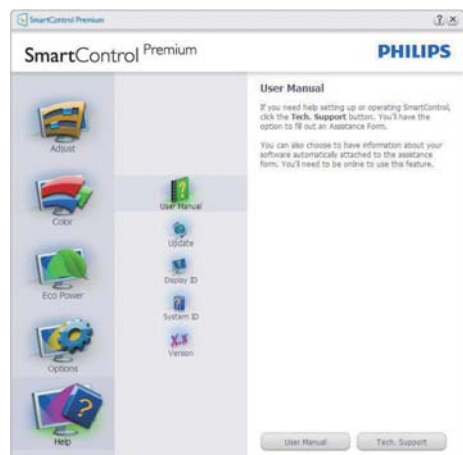 SmartControl Premium
SmartControl Premium
PHILIPS
Adjust
Color
Eco Power
Options
Help
User Manual
Update
Display ID
System ID
Version
User Manual
If you need help setting up or operating SmartControl,
click the Tech. Support button. You'll have the
option to fill out an Assistance Form.
You can also choose to have information about your
software automatically attached to the assistance
form. You'll need to be online to use this feature.
User Manual
Tech. Support